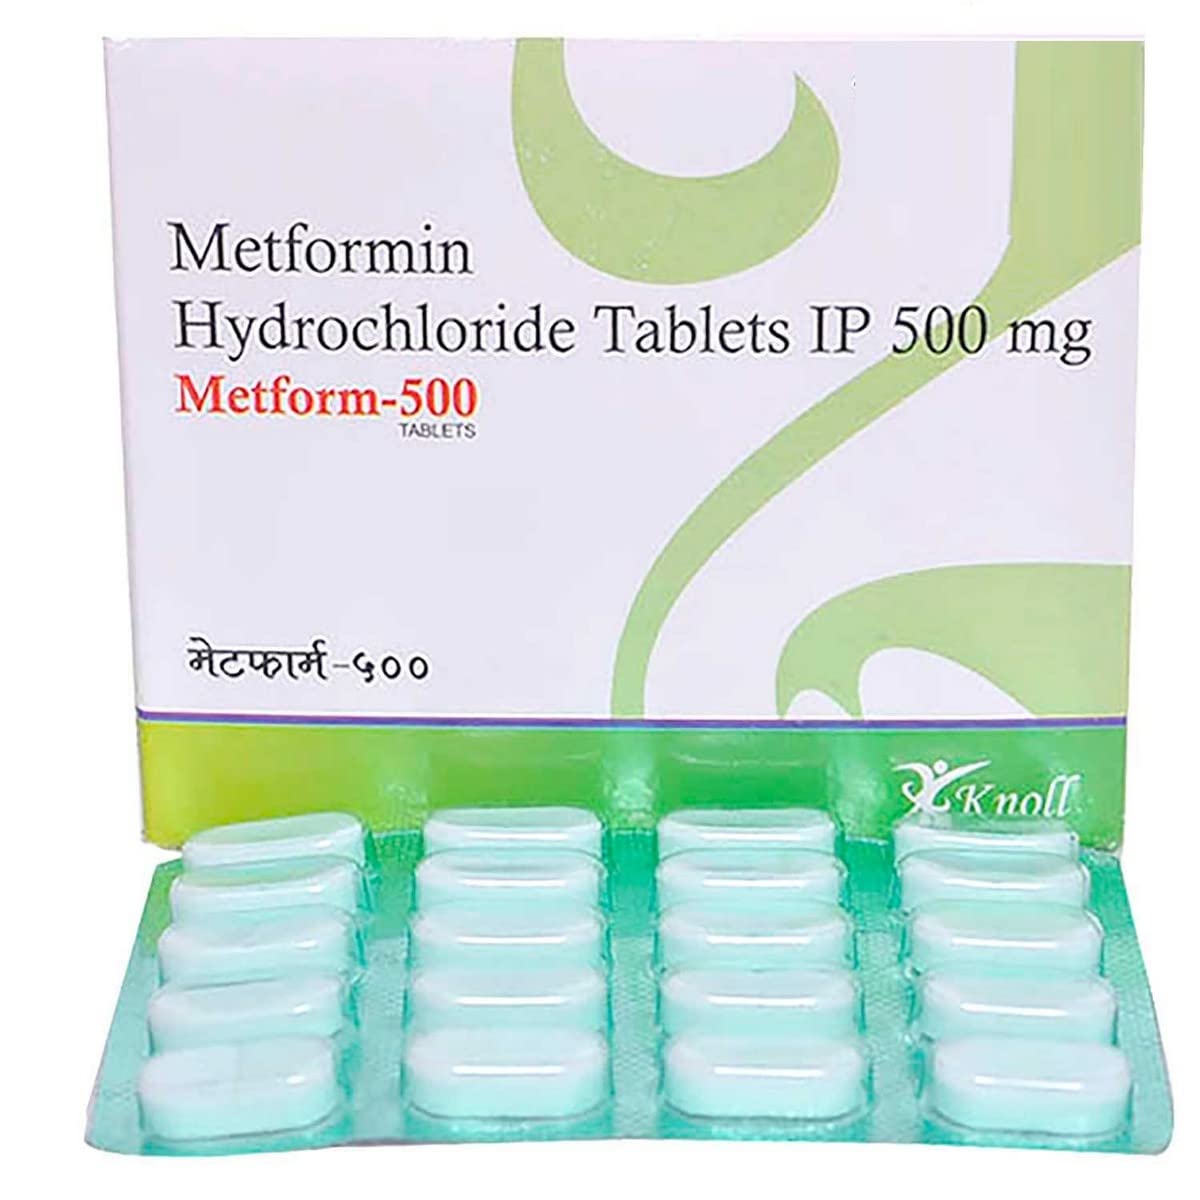 Metformin
Hydrochloride Tablets IP 500 mg
Metform-500
TABLETS
मेटफार्म-५००
Knoll